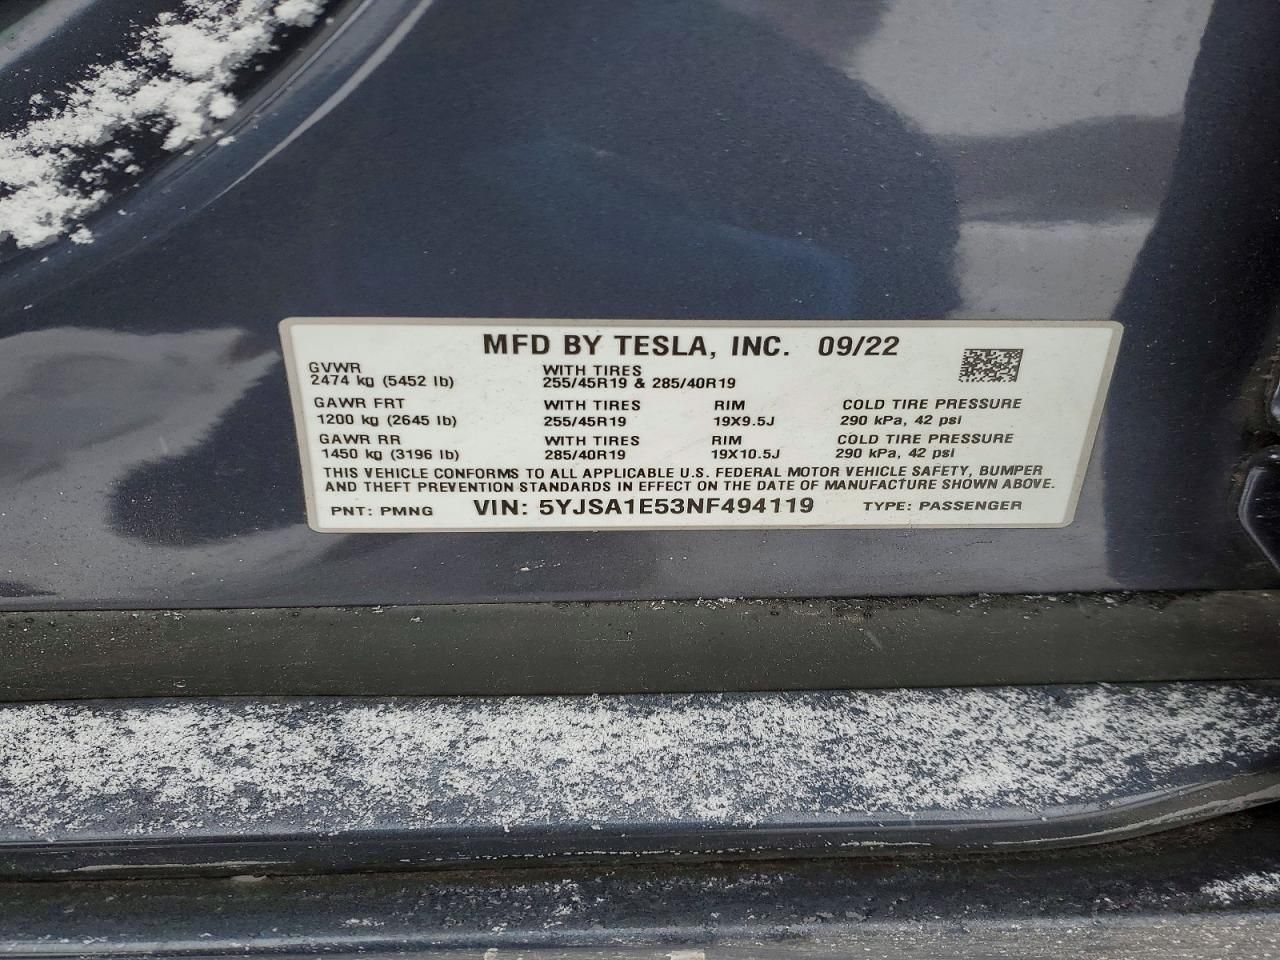 MFD BY TESLA, INC. 09/22
GVWR WITH TIRES
2474 kg (5452 lb) 255/45R19 & 285/40R19
GAWR FRT WITH TIRES RIM COLD TIRE PRESSURE
1200 kg (2645 lb) 255/45R19 19X9.5J 290 kPa, 42 psi
GAWR RR WITH TIRES RIM COLD TIRE PRESSURE
1450 kg (3196 lb) 285/40R19 19X10.5J 290 kPa, 42 psi
THIS VEHICLE CONFORMS TO ALL APPLICABLE U.S. FEDERAL MOTOR VEHICLE SAFETY, BUMPER
AND THEFT PREVENTION STANDARDS IN EFFECT ON THE DATE OF MANUFACTURE SHOWN ABOVE.
PNT: PMNG VIN: 5YJSA1E53NF494119 TYPE: PASSENGER